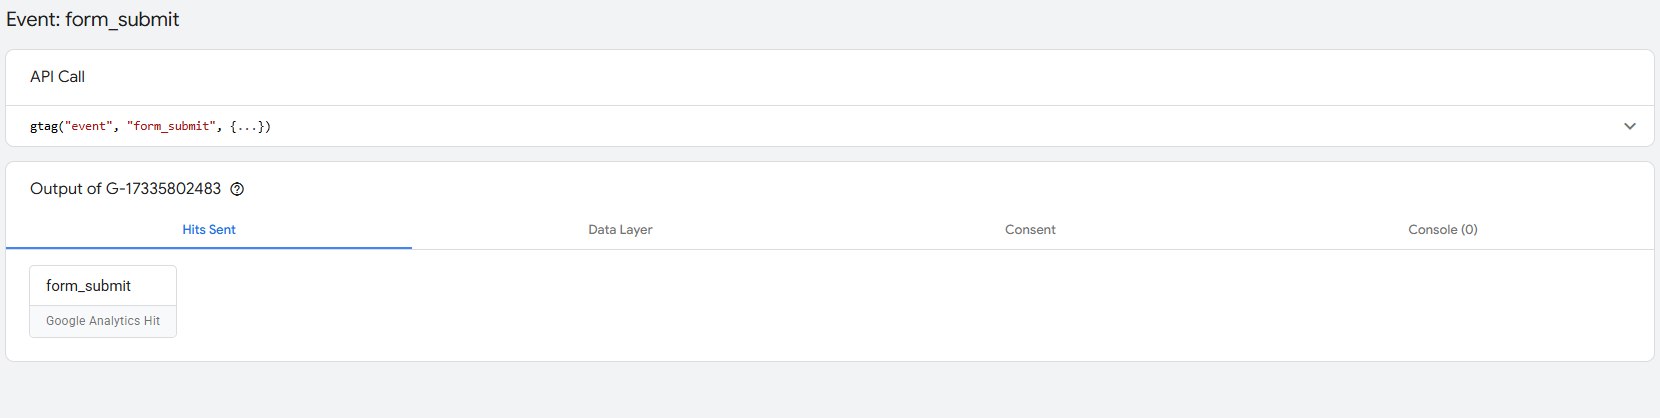 Event: form_submit
API Call
gtag("event", "form_submit", {...})
Output of G-17335802483
Hits Sent Data Layer Consent Console (0)
form_submit
Google Analytics Hit